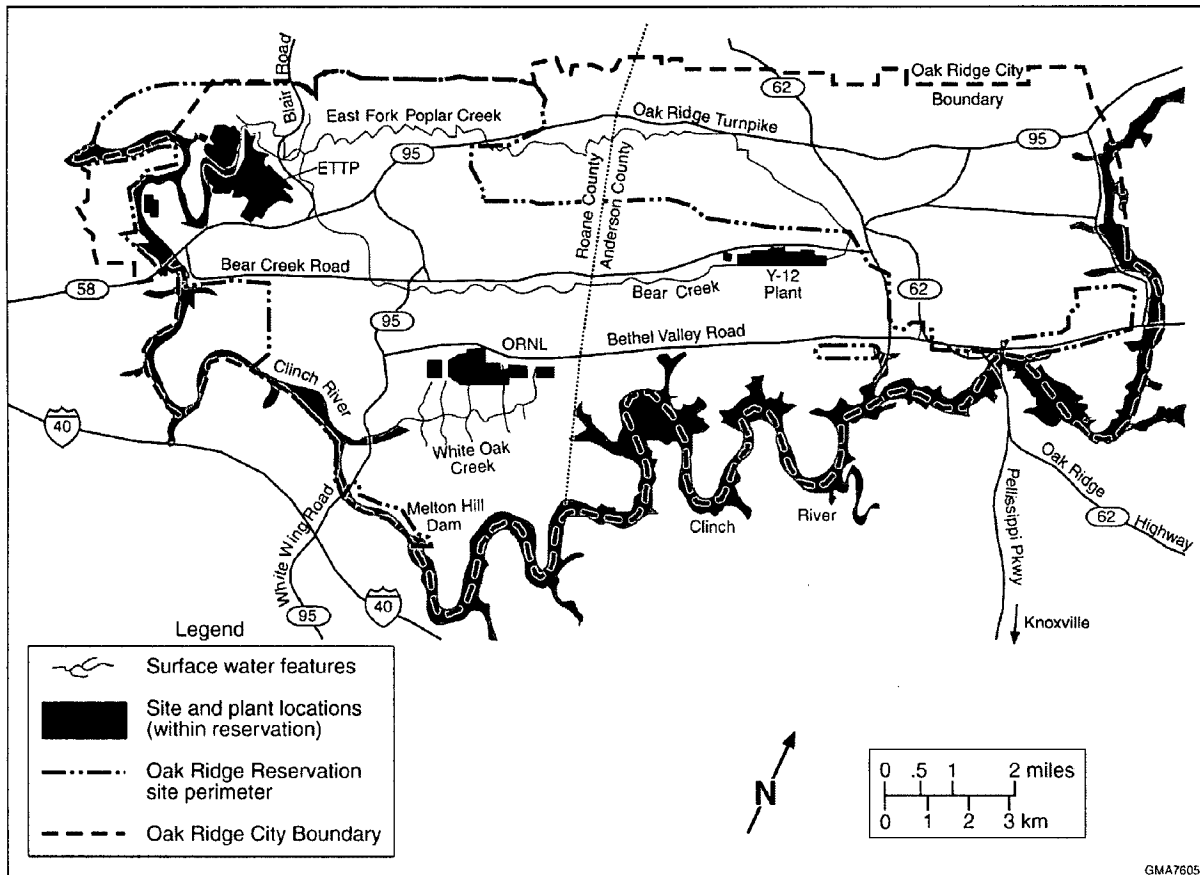 Blair Road
62
Oak Ridge City
Boundary
East Fork Poplar Creek
Oak Ridge Turnpike
95
95
ETTP
Roane County
Anderson County
Bear Creek Road
Bear Creek
Y-12
Plant
58
62
95
ORNL
Bethel Valley Road
Clinch River
40
White Oak
Creek
Melton Hill
Dam
Clinch
River
White Wing Road
Oak Ridge
62
Highway
Pellissippi Pkwy
40
95
Knoxville
Legend
Surface water features
Site and plant locations
(within reservation)
Oak Ridge Reservation
site perimeter
Oak Ridge City Boundary
N
0 .5 1 2 miles
0 1 2 3 km
GMA7605